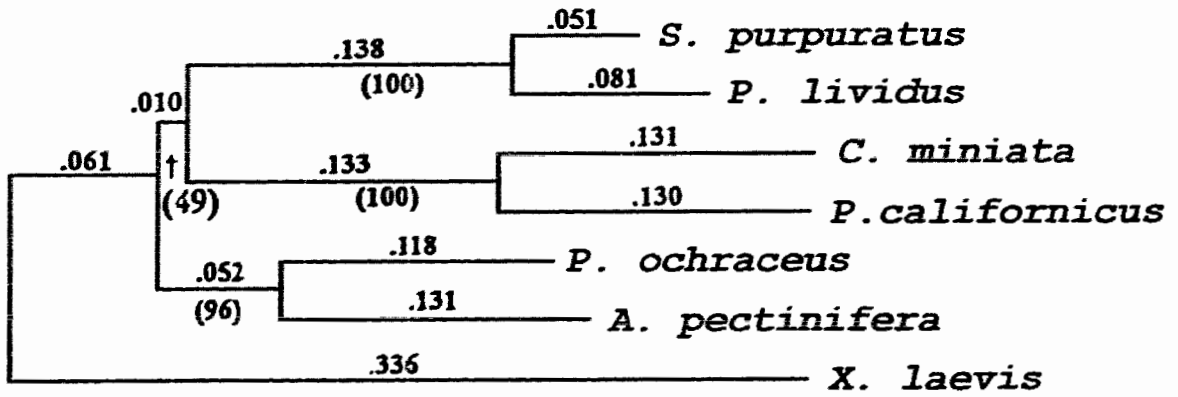 .051
S. purpuratus
.138
(100)
.081
P. lividus
.010
.131
C. miniata
.061
†
.133
(49)
(100)
.130
P.californicus
.118
P. ochraceus
.052
(96)
.131
A. pectinifera
.336
X. laevis